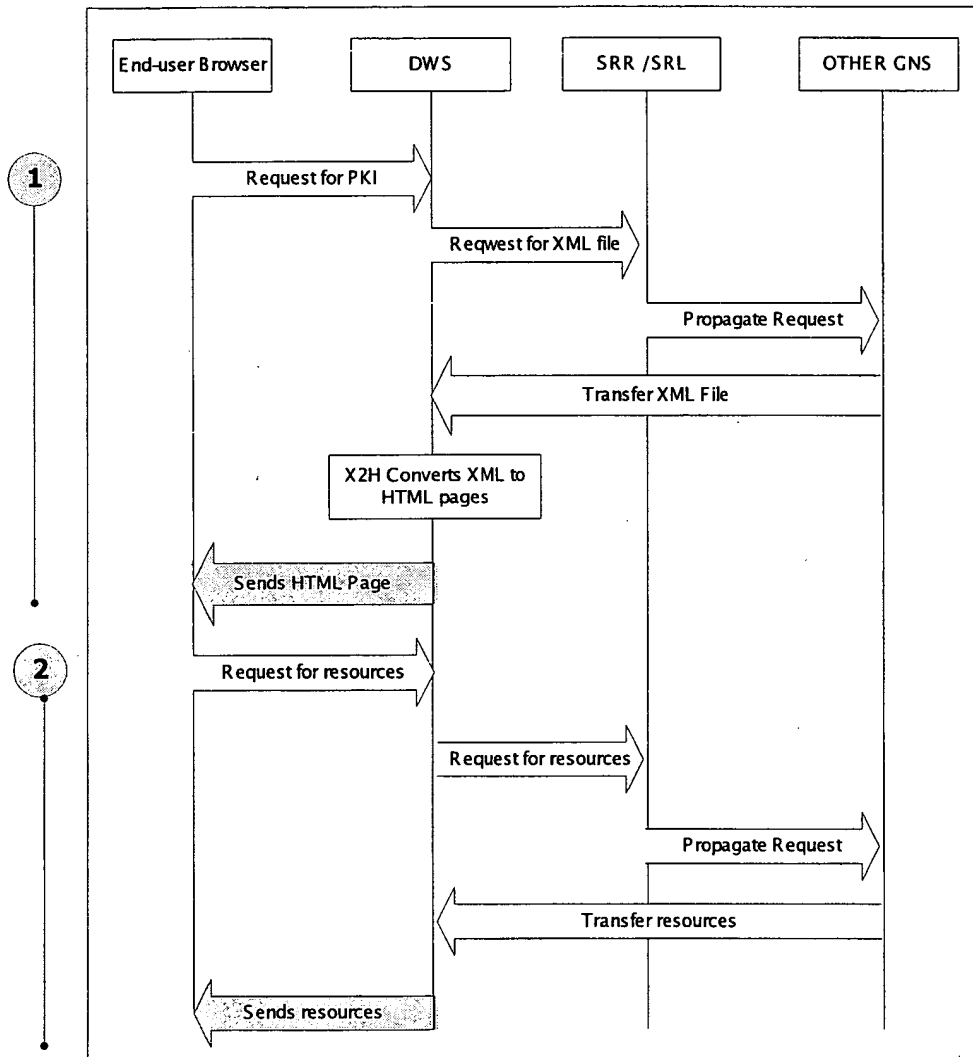 End-user Browser
DWS
SRR /SRL
OTHER GNS
1
Request for PKI
Reqwest for XML file
Propagate Request
Transfer XML File
X2H Converts XML to
HTML pages
Sends HTML Page
2
Request for resources
Request for resources
Propagate Request
Transfer resources
Sends resources